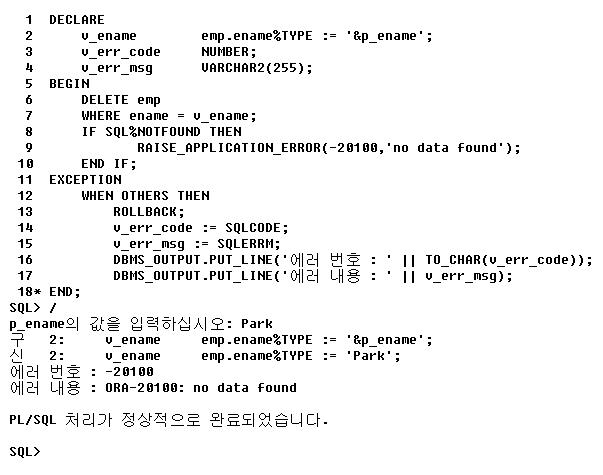 1  DECLARE
  2      v_ename        emp.ename%TYPE := '&p_ename';
  3      v_err_code     NUMBER;
  4      v_err_msg      VARCHAR2(255);
  5  BEGIN
  6      DELETE emp
  7      WHERE ename = v_ename;
  8      IF SQL%NOTFOUND THEN
  9             RAISE_APPLICATION_ERROR(-20100,'no data found');
 10      END IF;
 11  EXCEPTION
 12      WHEN OTHERS THEN
 13          ROLLBACK;
 14          v_err_code := SQLCODE;
 15          v_err_msg := SQLERRM;
 16          DBMS_OUTPUT.PUT_LINE('에러 번호 : ' || TO_CHAR(v_err_code));
 17          DBMS_OUTPUT.PUT_LINE('에러 내용 : ' || v_err_msg);
 18* END;
SQL> /
p_ename의 값을 입력하십시오: Park
구   2:     v_ename     emp.ename%TYPE := '&p_ename';
신   2:     v_ename     emp.ename%TYPE := 'Park';
에러 번호 : -20100
에러 내용 : ORA-20100: no data found
PL/SQL 처리가 정상적으로 완료되었습니다.
SQL>